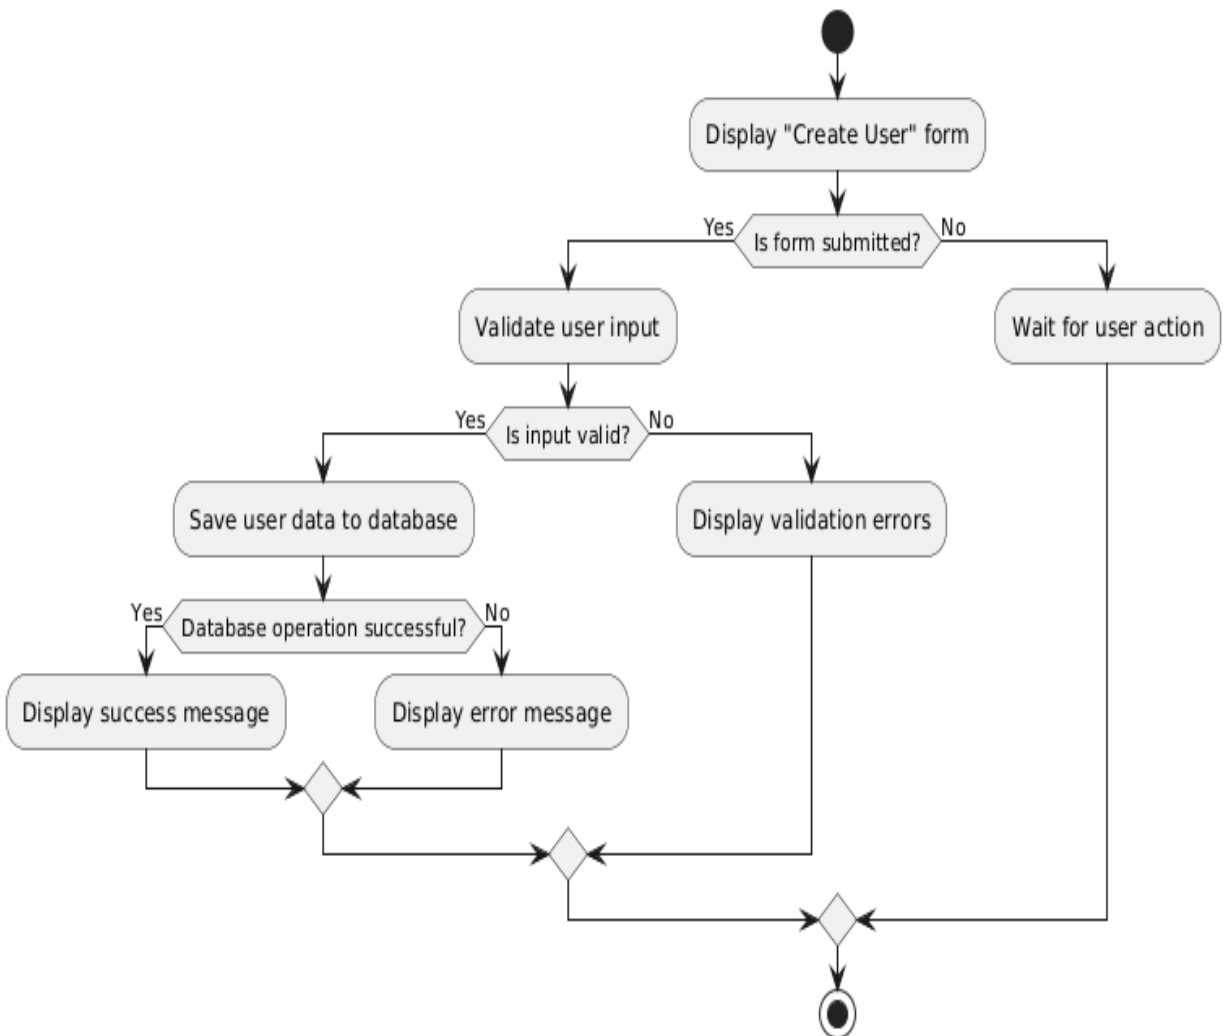 Display "Create User" form
Yes
Is form submitted?
No
Validate user input
Wait for user action
Yes
Is input valid?
No
Save user data to database
Display validation errors
Yes
Database operation successful?
No
Display success message
Display error message